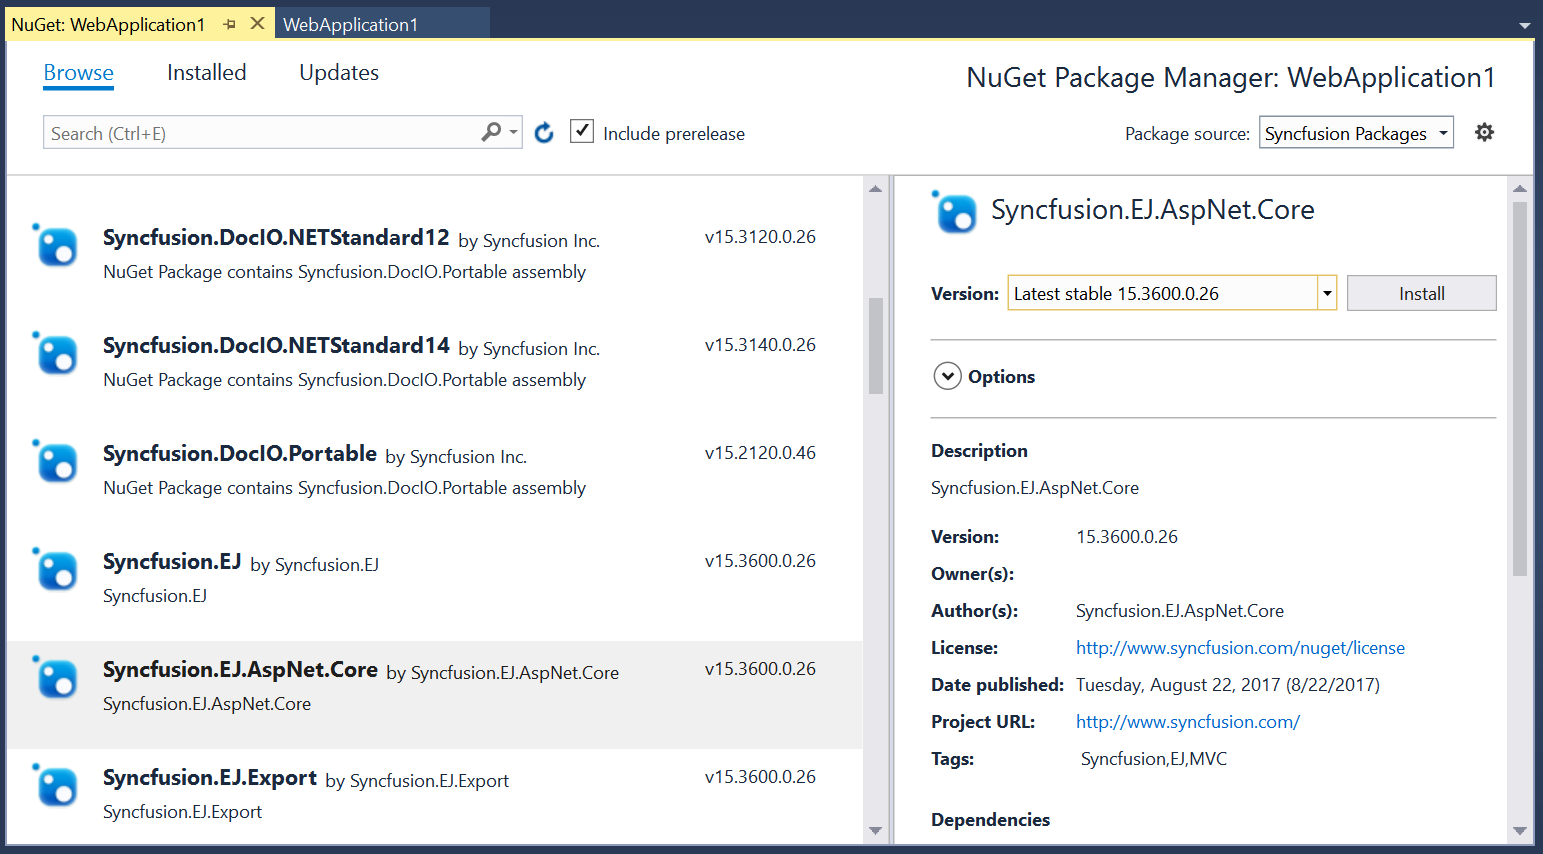 NuGet: WebApplication1
WebApplication1
Browse Installed Updates
NuGet Package Manager: WebApplication1
Search (Ctrl+E)
Include prerelease
Package source: Syncfusion Packages
Syncfusion.DocIO.NETStandard12 by Syncfusion Inc. v15.3120.0.26
NuGet Package contains Syncfusion.DocIO.Portable assembly
Syncfusion.DocIO.NETStandard14 by Syncfusion Inc. v15.3140.0.26
NuGet Package contains Syncfusion.DocIO.Portable assembly
Syncfusion.DocIO.Portable by Syncfusion Inc. v15.2120.0.46
NuGet Package contains Syncfusion.DocIO.Portable assembly
Syncfusion.EJ by Syncfusion.EJ v15.3600.0.26
Syncfusion.EJ
Syncfusion.EJ.AspNet.Core by Syncfusion.EJ.AspNet.Core v15.3600.0.26
Syncfusion.EJ.AspNet.Core
Syncfusion.EJ.Export by Syncfusion.EJ.Export v15.3600.0.26
Syncfusion.EJ.Export
Syncfusion.EJ.AspNet.Core
Version: Latest stable 15.3600.0.26 Install
Options
Description
Syncfusion.EJ.AspNet.Core
Version: 15.3600.0.26
Owner(s):
Author(s): Syncfusion.EJ.AspNet.Core
License: http://www.syncfusion.com/nuget/license
Date published: Tuesday, August 22, 2017 (8/22/2017)
Project URL: http://www.syncfusion.com/
Tags: Syncfusion,EJ,MVC
Dependencies